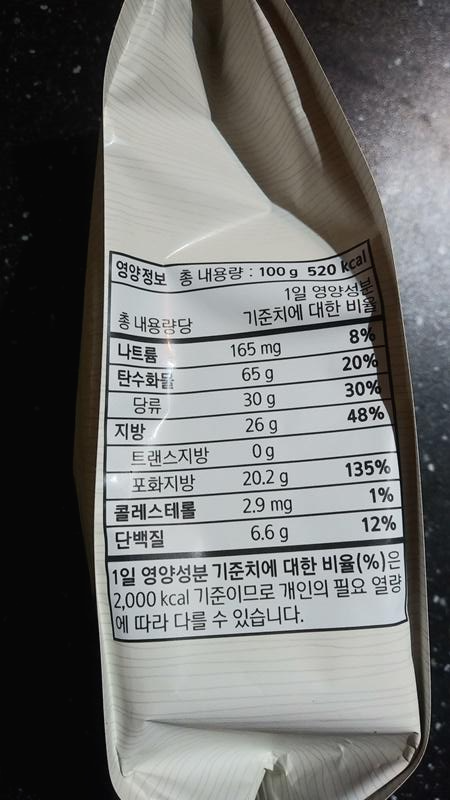 영양정보 총 내용량 : 100 g 520 kcal
총 내용량당 1일 영양성분 기준치에 대한 비율
나트륨 165 mg 8%
탄수화물 65 g 20%
당류 30 g 30%
지방 26 g 48%
트랜스지방 0 g
포화지방 20.2 g 135%
콜레스테롤 2.9 mg 1%
단백질 6.6 g 12%
1일 영양성분 기준치에 대한 비율(%)은
2,000 kcal 기준이므로 개인의 필요 열량
에 따라 다를 수 있습니다.